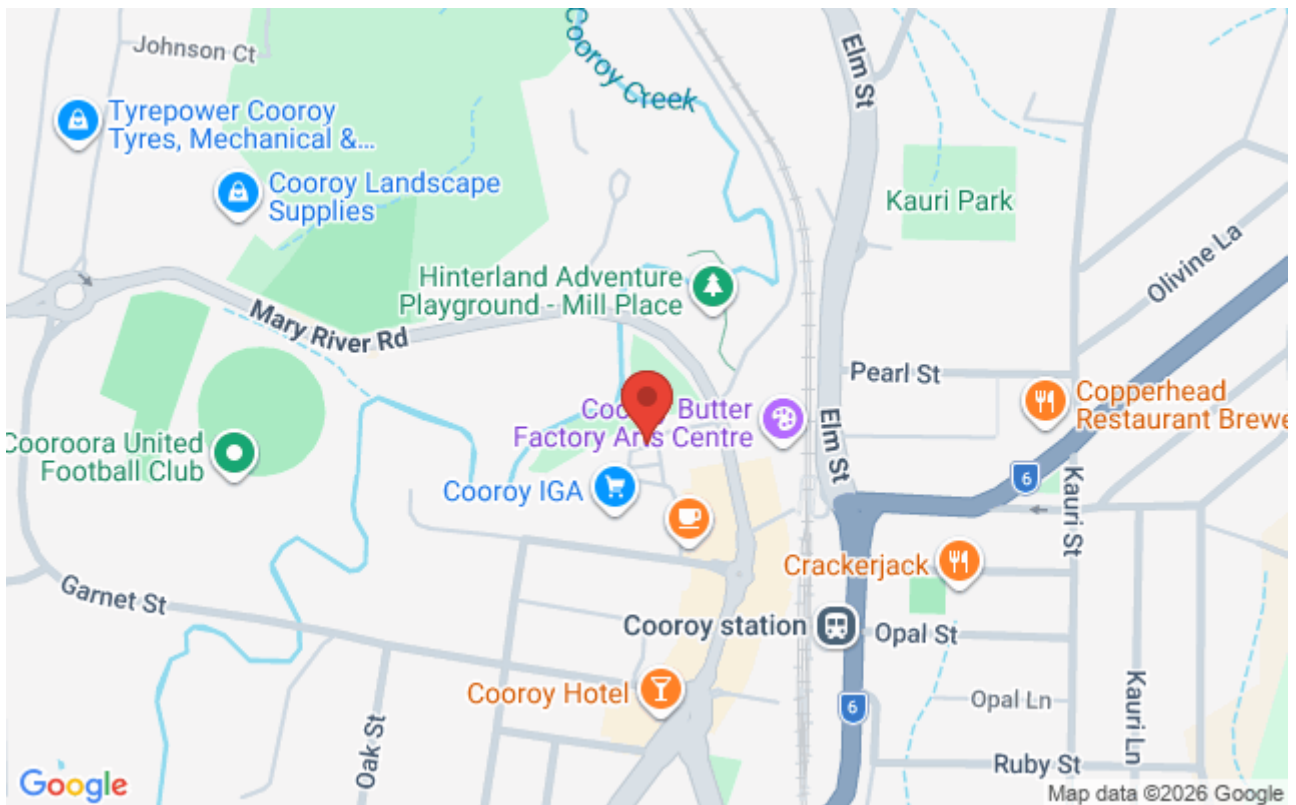 Johnson Ct
Cooroy Creek
Elm St
Tyrepower Cooroy
Tyres, Mechanical &...
Cooroy Landscape
Supplies
Kauri Park
Olivine La
Hinterland Adventure
Playground - Mill Place
Mary River Rd
Pearl St
Copperhead
Restaurant Brewe
Butter
Factory Arts Centre
Elm St
Cooroora United
Football Club
6
Cooroy IGA
Kauri St
Crackerjack
Garnet St
Cooroy station
Opal St
Cooroy Hotel
Opal Ln
6
Kauri Ln
Oak St
Ruby St
Google
Map data ©2026 Google